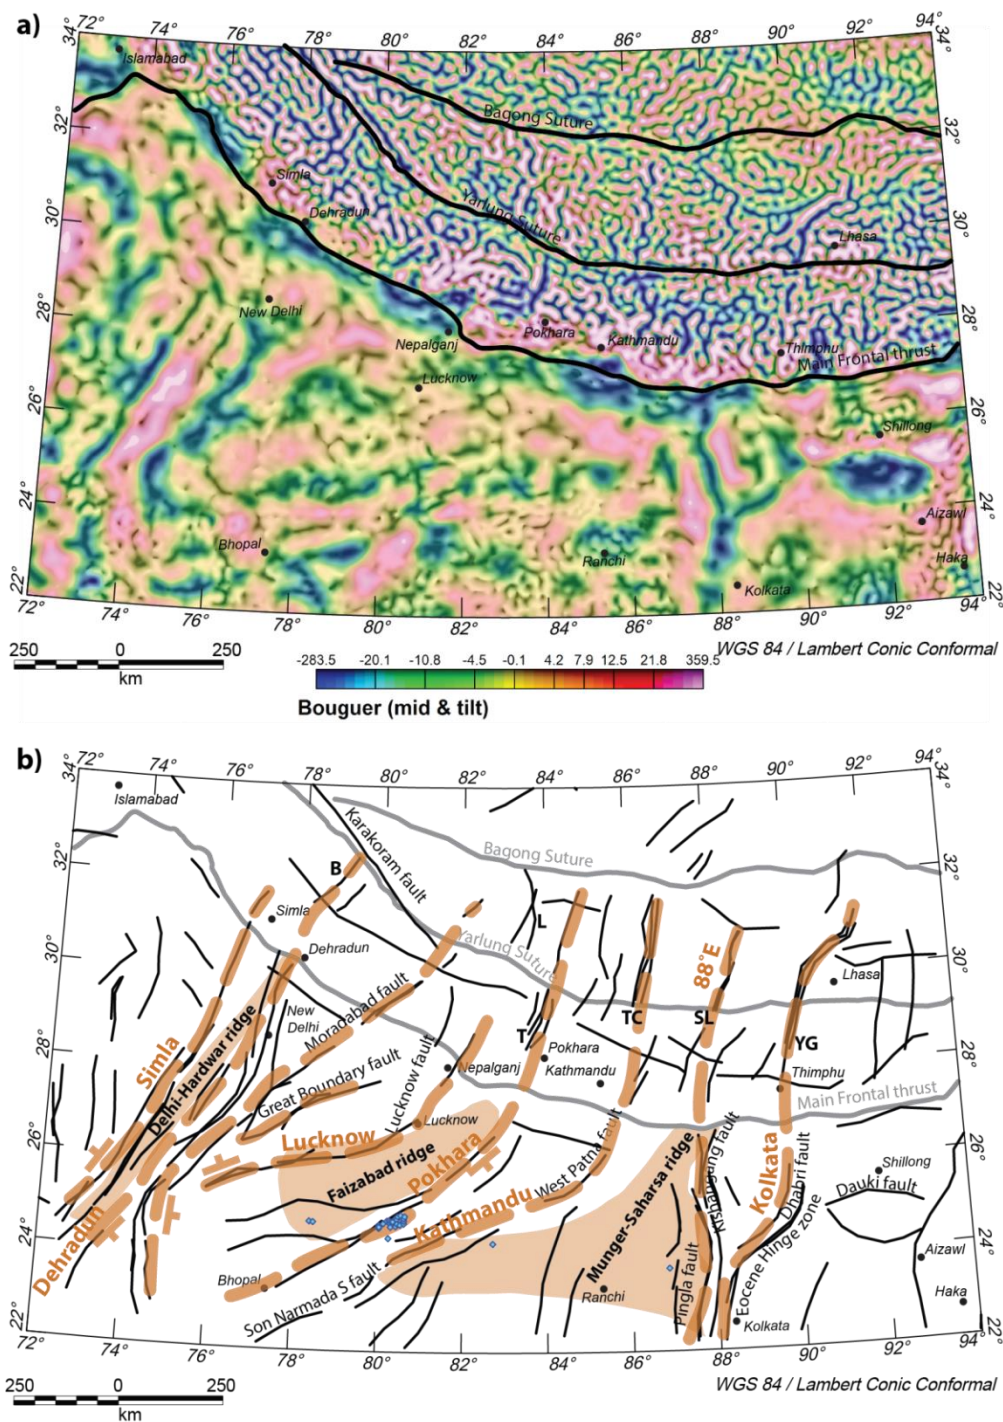 a)
72° 74° 76° 78° 80° 82° 84° 86° 88° 90° 92° 94°
34° 34°
Islamabad
Bagong Suture
32° 32°
Simla
Yarlung Suture
Dehradun
Lhasa
30° 30°
New Delhi
28° 28°
Nepalganj
Pokhara
Kathmandu
Thimphu
Main Frontal thrust
Lucknow
26° 26°
Shillong
24° 24°
Bhopal
Ranchi
Aizawl
Haka
Kolkata
22° 22°
72° 74° 76° 78° 80° 82° 84° 86° 88° 90° 92° 94°
250 0 250
km
WGS 84 / Lambert Conic Conformal
-283.5 -20.1 -10.8 -4.5 -0.1 4.2 7.9 12.5 21.8 359.5
Bouguer (mid & tilt)
b)
72° 74° 76° 78° 80° 82° 84° 86° 88° 90° 92° 94°
34° 34°
Islamabad
Karakoram fault
Bagong Suture
32° 32°
B
Simla
L
Yarlung Suture
88°E
Dehradun
Lhasa
30° 30°
New
Delhi
Moradabad fault
T
TC
SL
YG
Simla
Delhi-Hardwar ridge
28° 28°
Nepalganj
Pokhara
Kathmandu
Thimphu
Main Frontal thrust
Great Boundary fault
Lucknow fault
Lucknow
Lucknow
26° 26°
Faizabad ridge
Pokhara
Kathmandu
West Patna fault
Munger-Saharsa ridge
Kishangang fault
Kolkata
Dhabri fault
Eocene Hinge zone
Shillong
Dauki fault
Dehradun
24° 24°
Bhopal
Son Narmada S fault
Ranchi
Pingla fault
Aizawl
Haka
Kolkata
22° 22°
72° 74° 76° 78° 80° 82° 84° 86° 88° 90° 92° 94°
250 0 250
km
WGS 84 / Lambert Conic Conformal